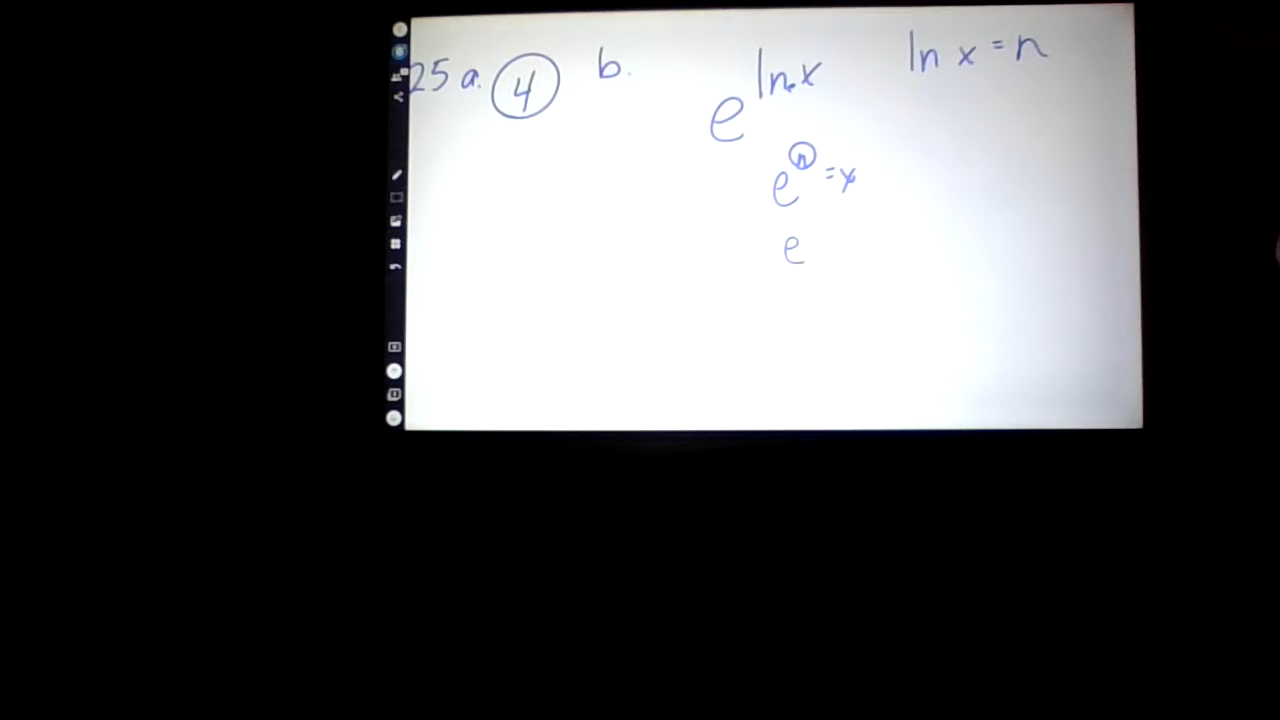 25 a. 4 b. e^ln x ln x = n
e^n = x
e